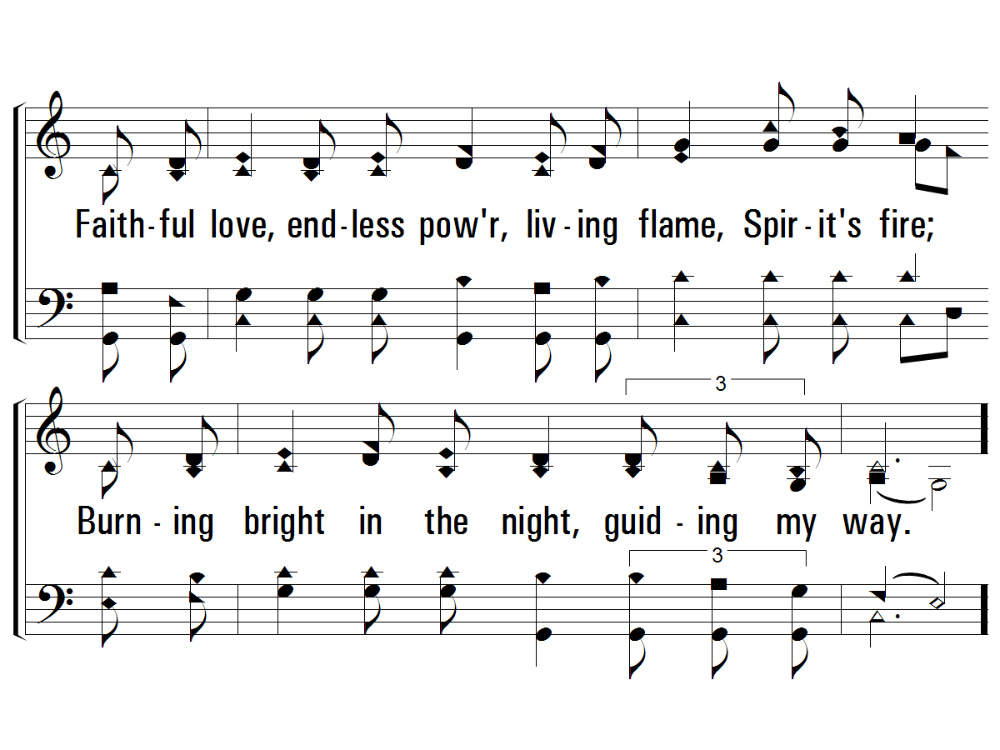 Faith-ful love, end-less pow'r, liv-ing flame, Spir-it's fire;
3
Burn-ing bright in the night, guid-ing my way.
3